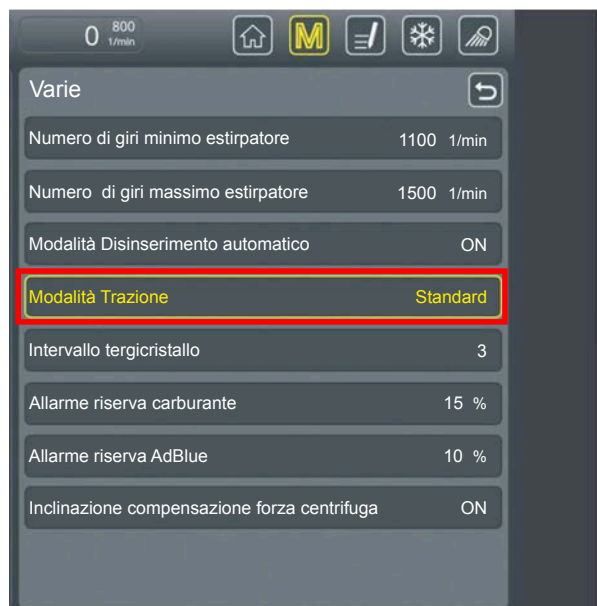 0 800 1/min M
Varie
Numero di giri minimo estirpatore 1100 1/min
Numero di giri massimo estirpatore 1500 1/min
Modalità Disinserimento automatico ON
Modalità Trazione Standard
Intervallo tergicristallo 3
Allarme riserva carburante 15 %
Allarme riserva AdBlue 10 %
Inclinazione compensazione forza centrifuga ON